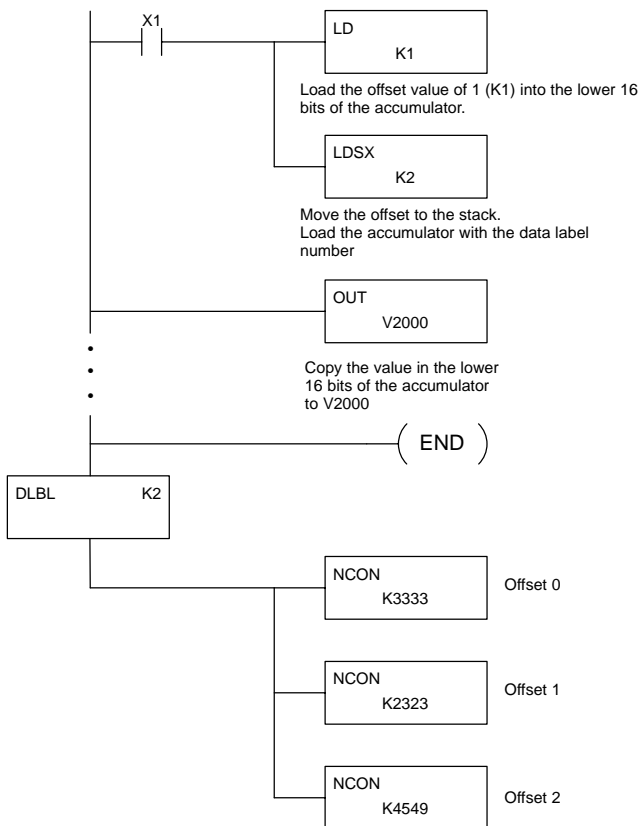 X1
LD
K1
Load the offset value of 1 (K1) into the lower 16
bits of the accumulator.
LDSX
K2
Move the offset to the stack.
Load the accumulator with the data label
number
OUT
V2000
Copy the value in the lower
16 bits of the accumulator
to V2000
END
DLBL K2
NCON
K3333
Offset 0
NCON
K2323
Offset 1
NCON
K4549
Offset 2